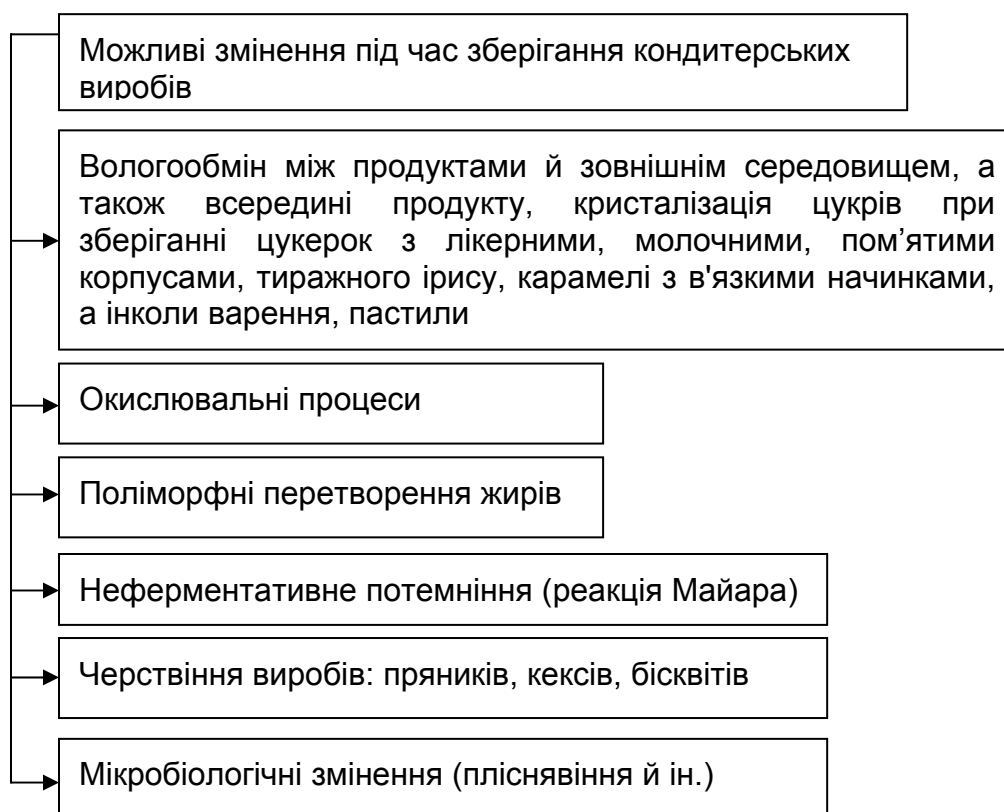 Можливі змінення під час зберігання кондитерських
виробів
Вологообмін між продуктами й зовнішнім середовищем, а
також всередині продукту, кристалізація цукрів при
зберіганні цукерок з лікерними, молочними, пом’ятими
корпусами, тиражного ірису, карамелі з в'язкими начинками,
а інколи варення, пастили
Окислювальні процеси
Поліморфні перетворення жирів
Неферментативне потемніння (реакція Майара)
Черствіння виробів: пряників, кексів, бісквітів
Мікробіологічні змінення (пліснявіння й ін.)